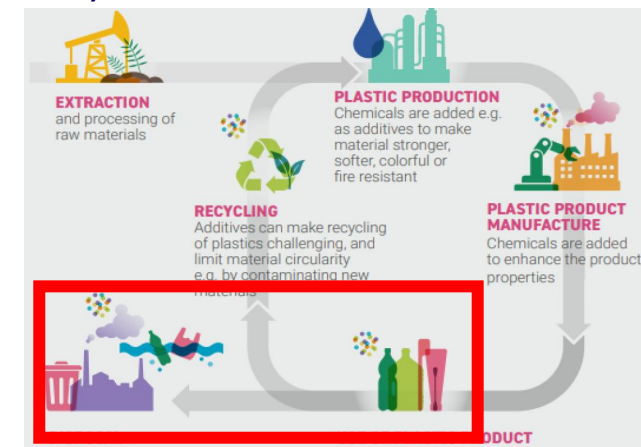 EXTRACTION
and processing of
raw materials
PLASTIC PRODUCTION
Chemicals are added e.g.
as additives to make
material stronger,
softer, colorful or
fire resistant
RECYCLING
Additives can make recycling
of plastics challenging, and
limit material circularity
e.g. by contaminating new
materials
PLASTIC PRODUCT
MANUFACTURE
Chemicals are added
to enhance the product
properties
ODUCT